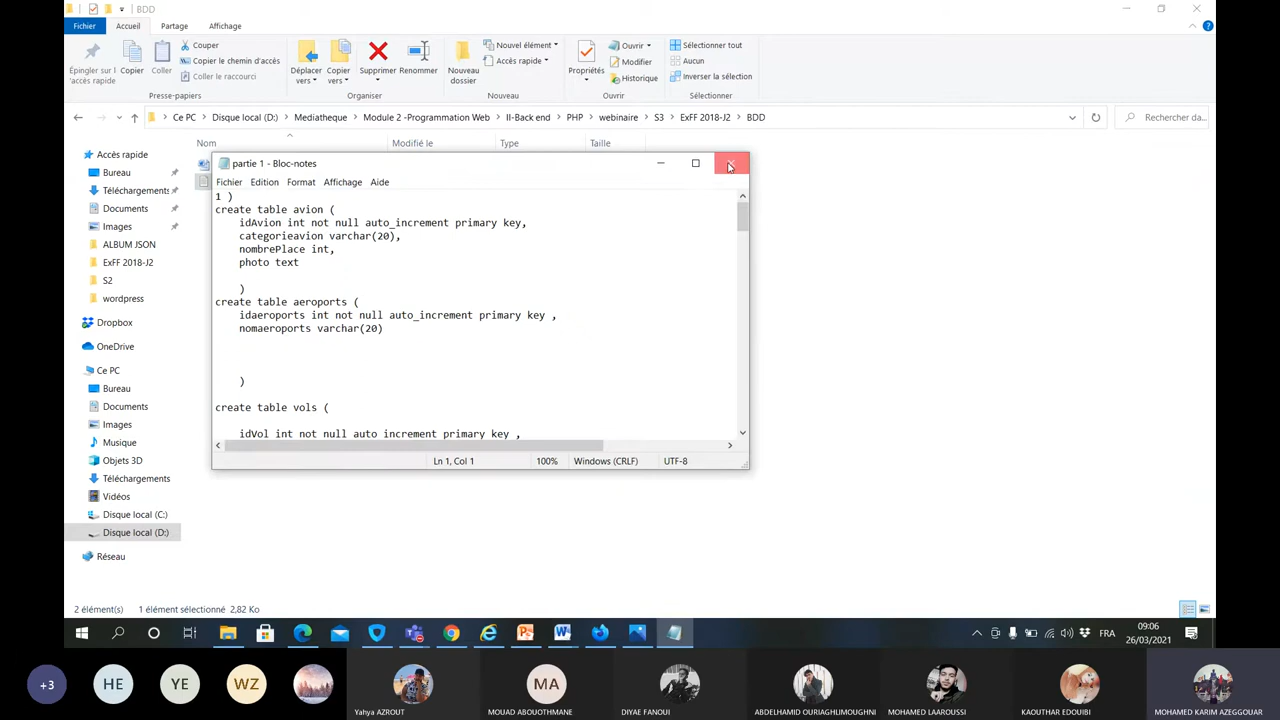 BDD
Fichier Accueil Partage Affichage
Épingler sur l'accès rapide
Copier
Coller
Couper
Copier le chemin d'accès
Coller le raccourci
Presse-papiers
Déplacer vers
Copier vers
Supprimer
Renommer
Organiser
Nouveau dossier
Nouvel élément
Accès rapide
Nouveau
Propriétés
Ouvrir
Modifier
Historique
Ouvrir
Sélectionner tout
Aucun
Inverser la sélection
Sélectionner
Ce PC > Disque local (D:) > Mediatheque > Module 2 -Programmation Web > II-Back end > PHP > webinaire > S3 > ExFF 2018-J2 > BDD
Rechercher da...
Nom Modifié le Type Taille
Accès rapide
Bureau
Téléchargements
Documents
Images
ALBUM JSON
ExFF 2018-J2
S2
wordpress
Dropbox
OneDrive
Ce PC
Bureau
Documents
Images
Musique
Objets 3D
Téléchargements
Vidéos
Disque local (C:)
Disque local (D:)
Réseau
partie 1 - Bloc-notes
Fichier Edition Format Affichage Aide
1 )
create table avion (
idAvion int not null auto_increment primary key,
categorieavion varchar(20),
nombrePlace int,
photo text
)
create table aeroports (
idaeroports int not null auto_increment primary key ,
nomaeroports varchar(20)
)
create table vols (
idVol int not null auto increment primary key ,
Ln 1, Col 1 100% Windows (CRLF) UTF-8
2 élément(s) 1 élément sélectionné 2,82 Ko
FRA
09:06
26/03/2021
+3
HE
YE
WZ
Yahya AZROUT
MA
MOUAD ABOUOTHMANE
DIYAE FANOUI
ABDELHAMID OURIAGHLIMOUGHNI
MOHAMED LAAROUSSI
KAOUTHAR EDOUIBI
MOHAMED KARIM AZEGGOUAR